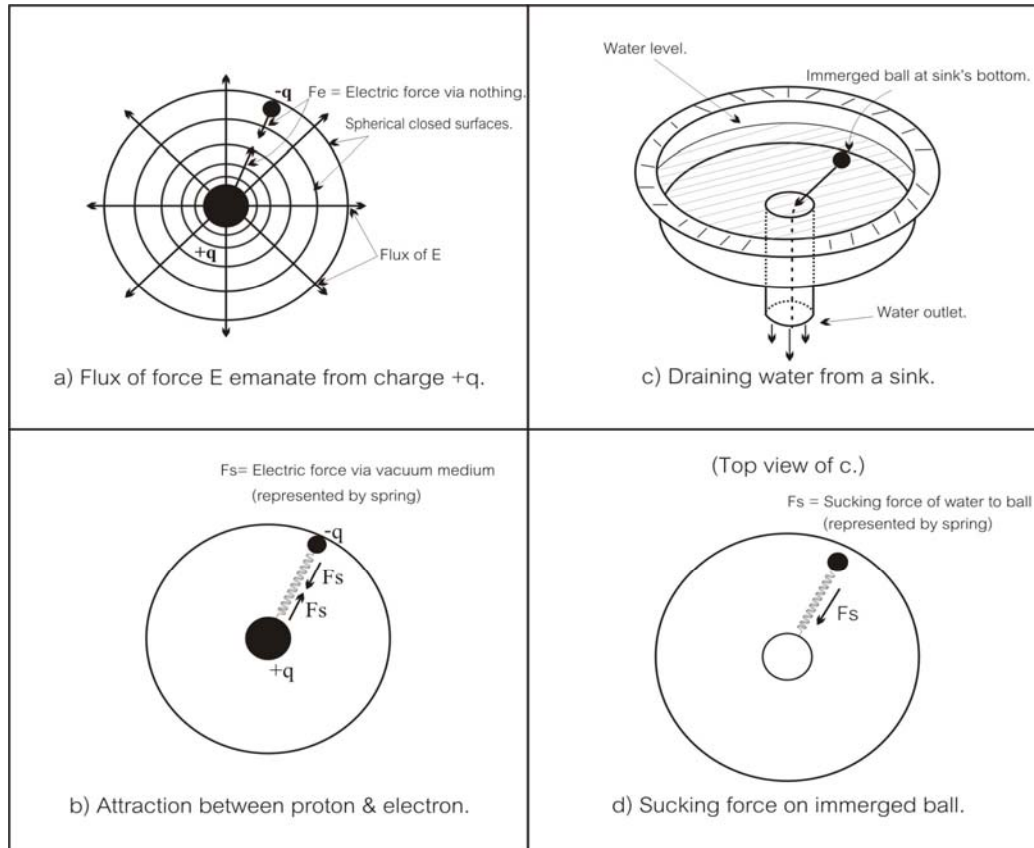 -q
Fe = Electric force via nothing.
Spherical closed surfaces.
+q
Flux of E
a) Flux of force E emanate from charge +q.
Water level.
Immerged ball at sink's bottom.
Water outlet.
c) Draining water from a sink.
Fs= Electric force via vacuum medium
(represented by spring)
-q
Fs
Fs
+q
b) Attraction between proton & electron.
(Top view of c.)
Fs = Sucking force of water to ball
(represented by spring)
Fs
d) Sucking force on immerged ball.